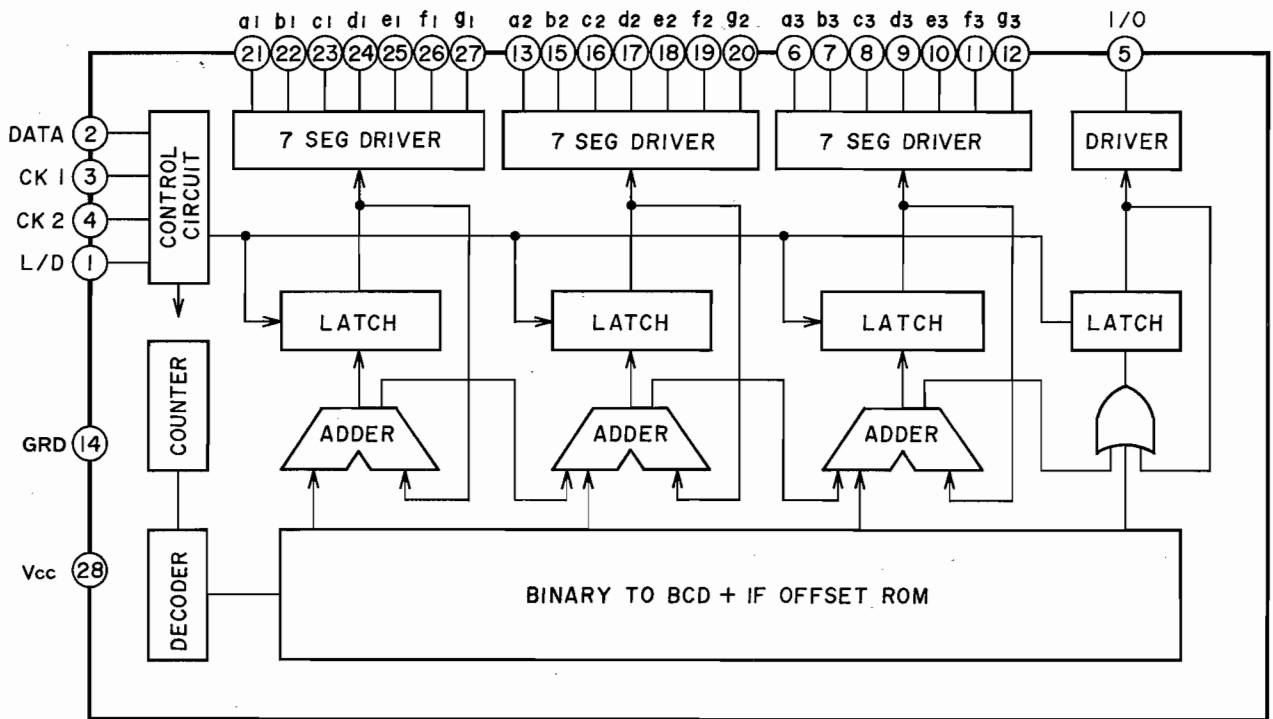 a1 b1 c1 d1 e1 f1 g1 a2 b2 c2 d2 e2 f2 g2 a3 b3 c3 d3 e3 f3 g3 I/O
21 22 23 24 25 26 27 13 15 16 17 18 19 20 6 7 8 9 10 11 12 5
DATA 2
CK 1 3
CK 2 4
L/D 1
CONTROL
CIRCUIT
7 SEG DRIVER 7 SEG DRIVER 7 SEG DRIVER DRIVER
LATCH LATCH LATCH LATCH
COUNTER
GRD 14
ADDER ADDER ADDER
Vcc 28
DECODER
BINARY TO BCD + IF OFFSET ROM